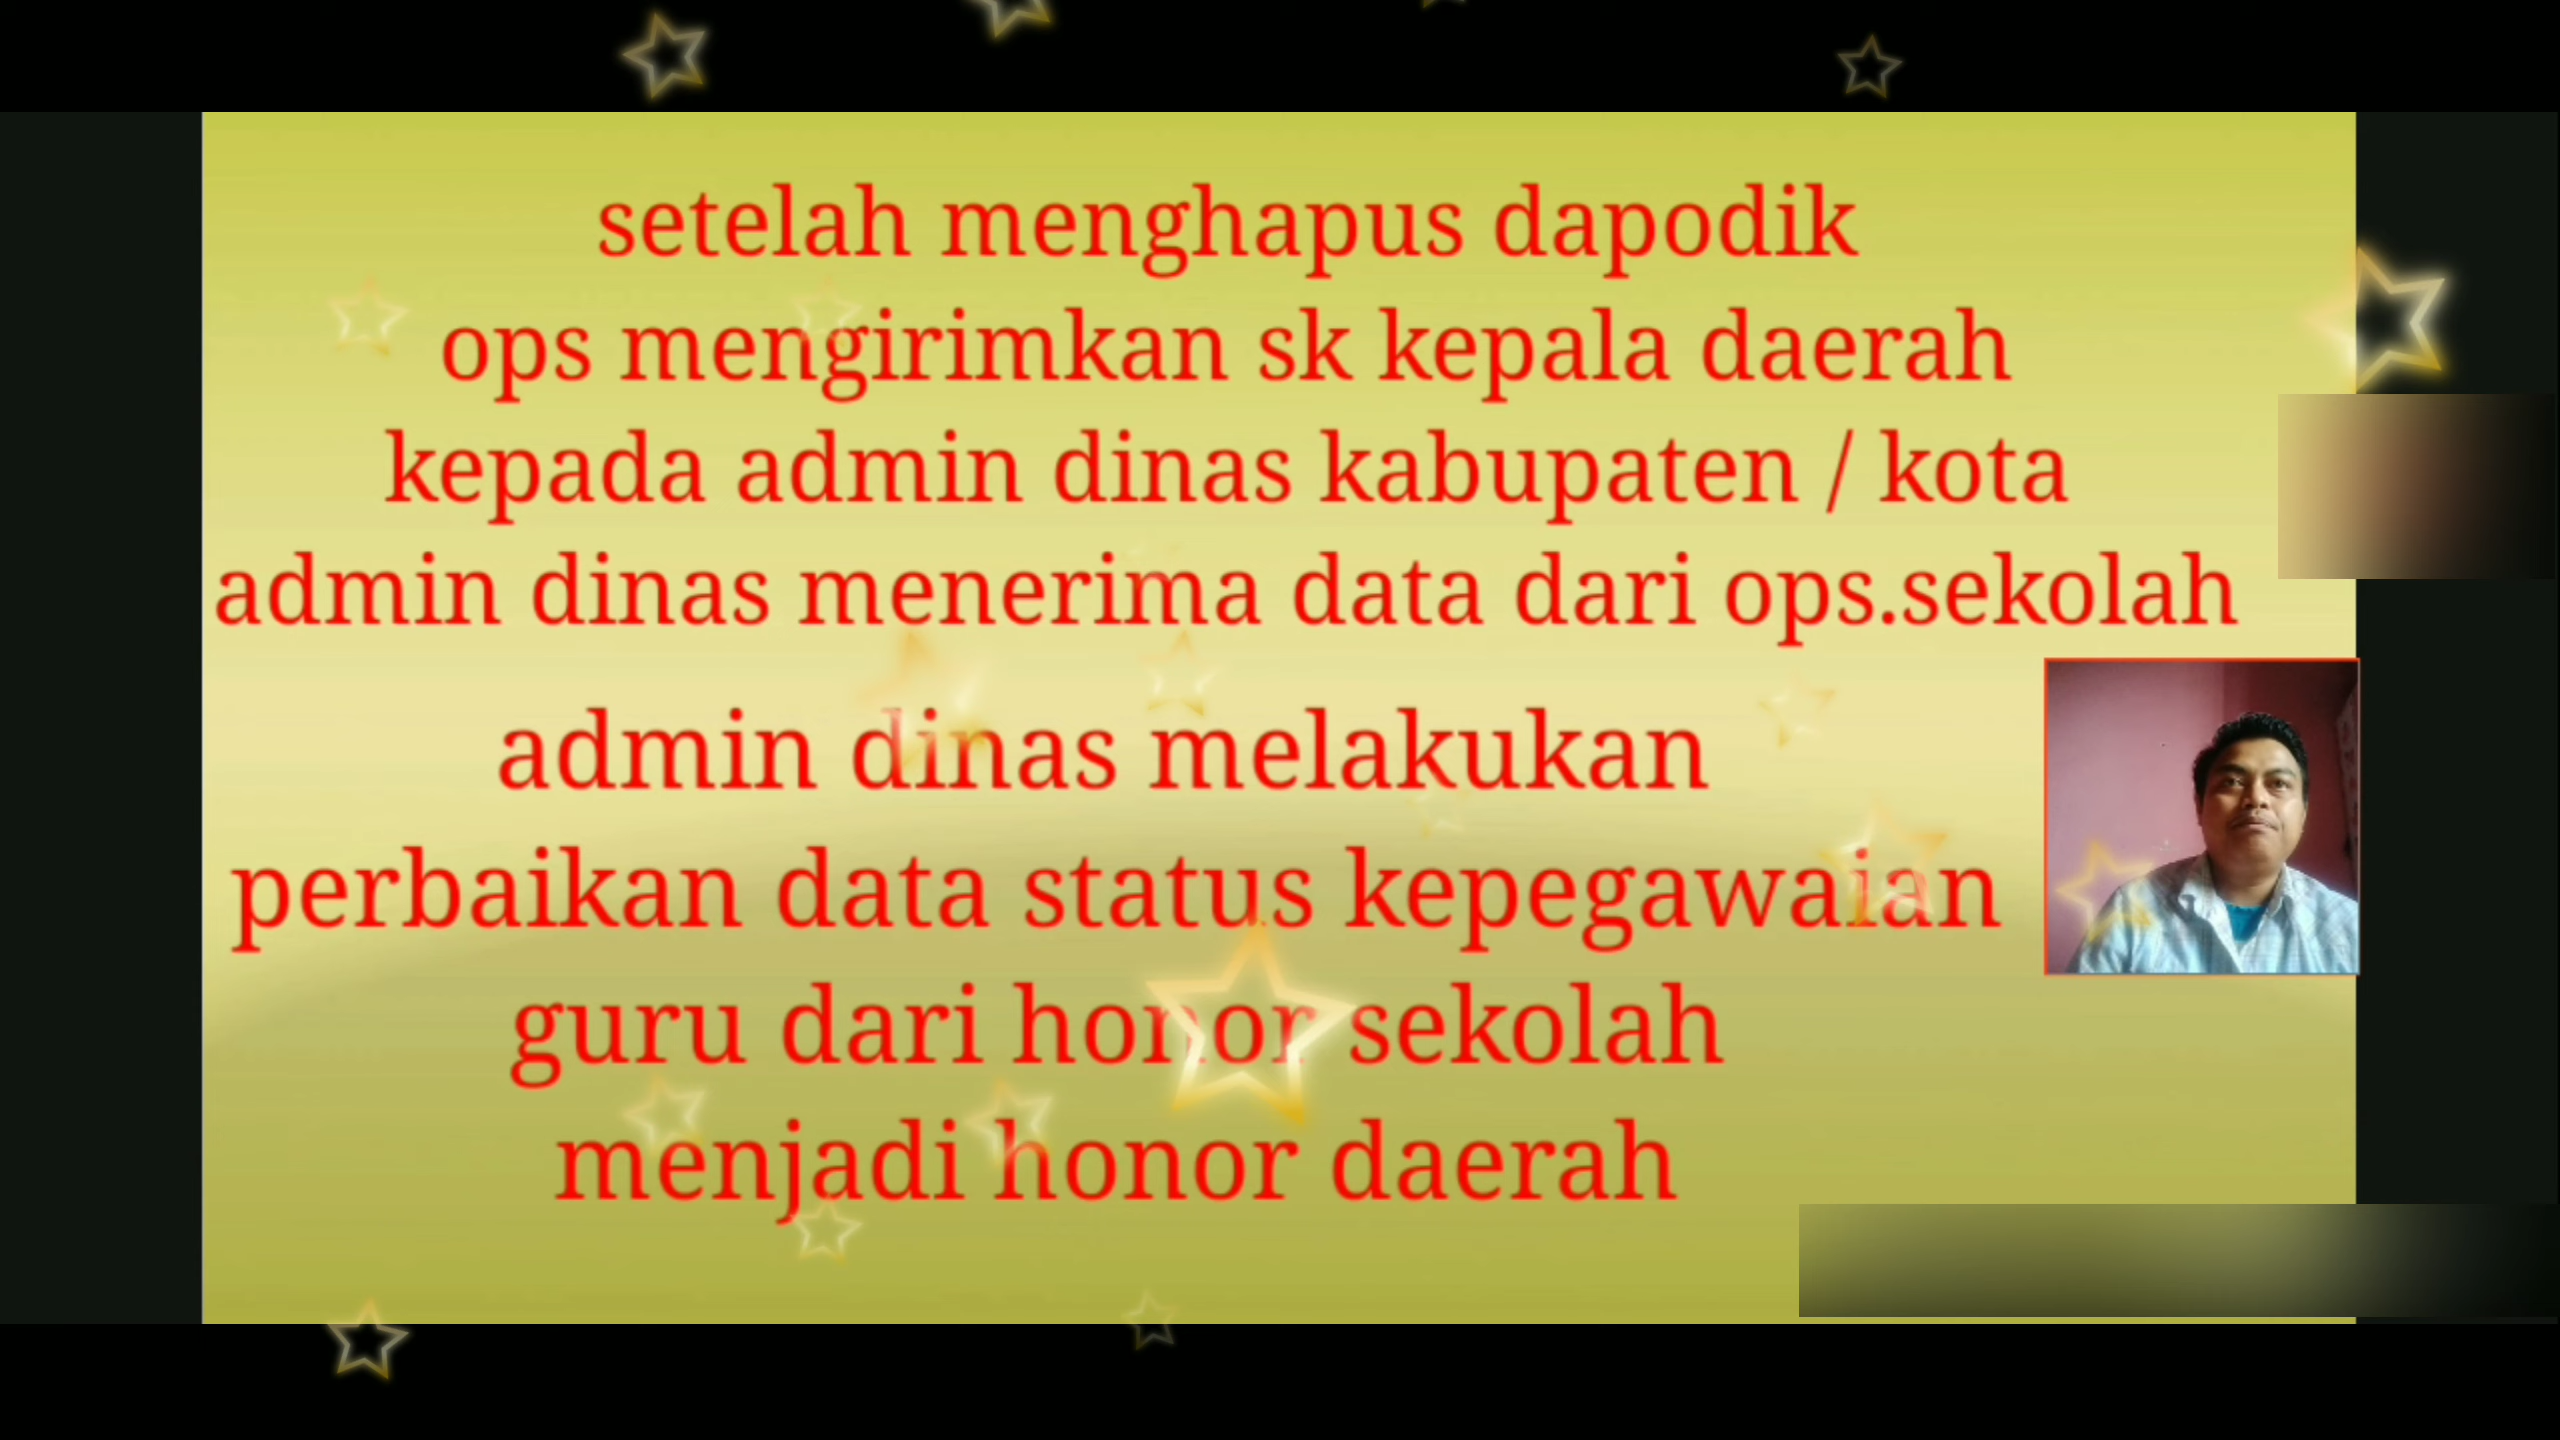 setelah menghapus dapodik
ops mengirimkan sk kepala daerah
kepada admin dinas kabupaten / kota
admin dinas menerima data dari ops.sekolah
admin dinas melakukan
perbaikan data status kepegawaian
guru dari honor sekolah
menjadi honor daerah